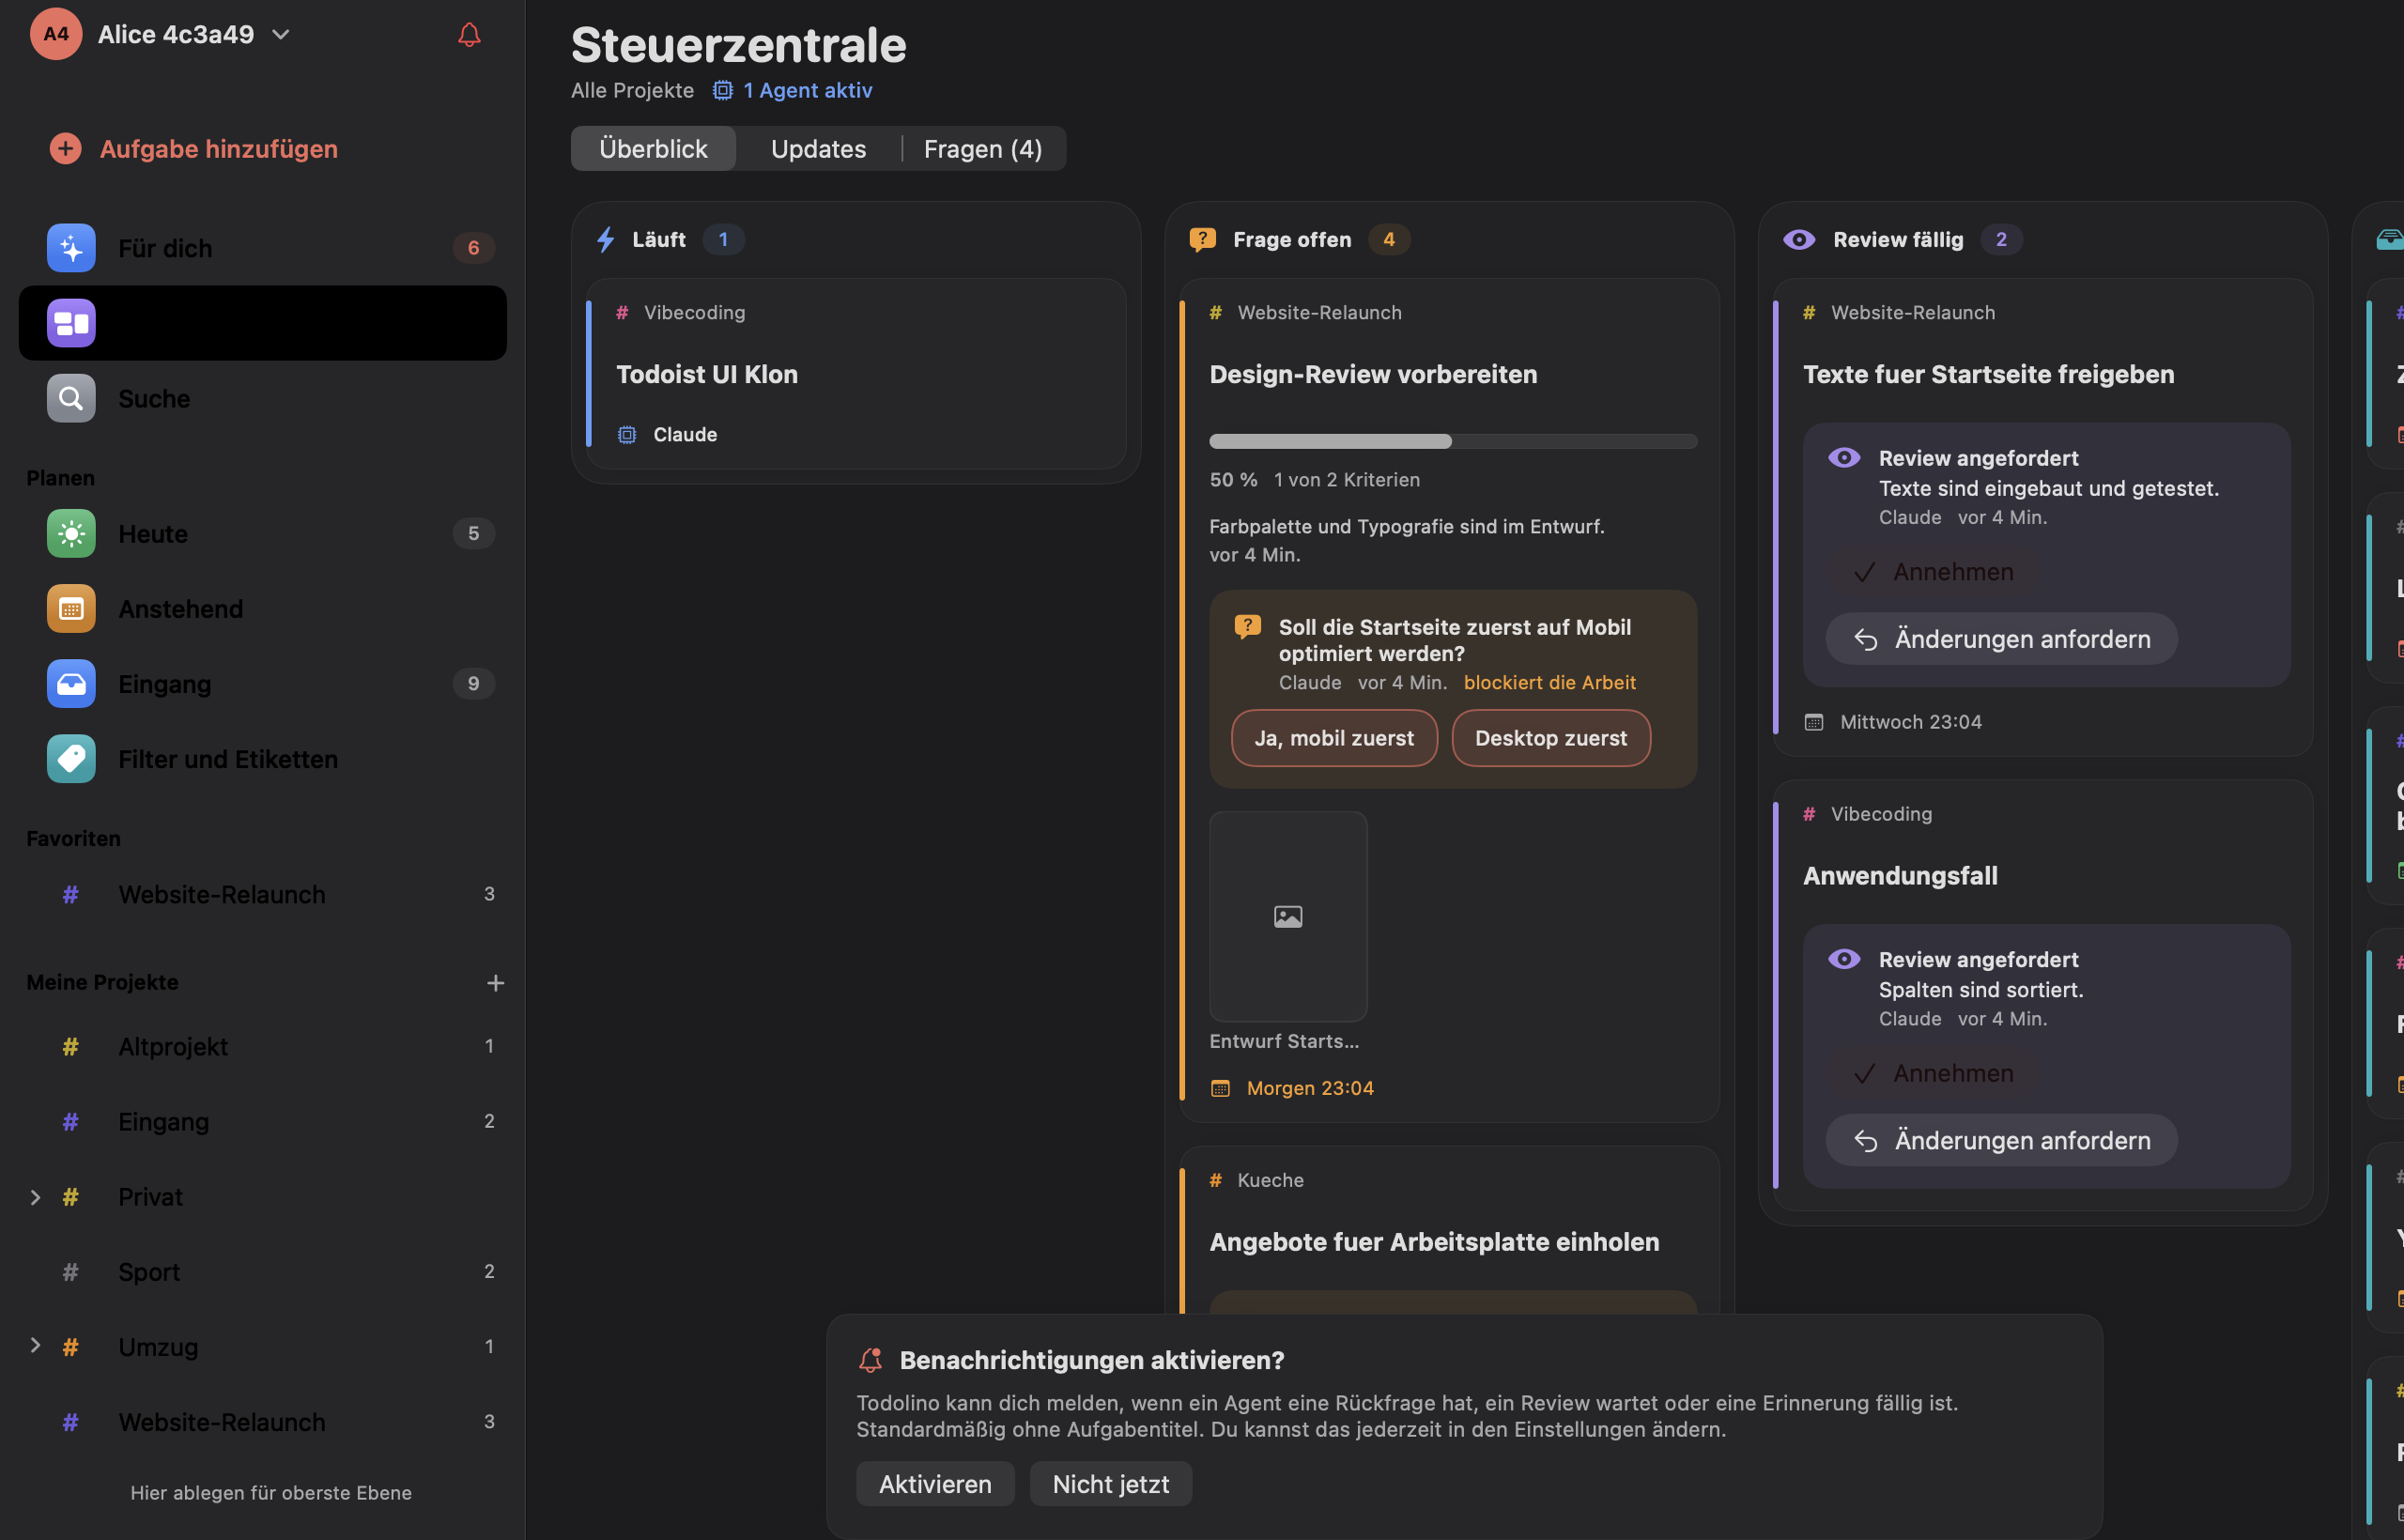 A4 Alice 4c3a49
Aufgabe hinzufügen
Für dich 6
Suche
Planen
Heute 5
Anstehend
Eingang 9
Filter und Etiketten
Favoriten
# Website-Relaunch 3
Meine Projekte +
# Altprojekt 1
# Eingang 2
# Privat
# Sport 2
# Umzug 1
# Website-Relaunch 3
Hier ablegen für oberste Ebene
Steuerzentrale
Alle Projekte 1 Agent aktiv
Überblick Updates Fragen (4)
Läuft 1
# Vibecoding
Todoist UI Klon
Claude
Frage offen 4
# Website-Relaunch
Design-Review vorbereiten
50 % 1 von 2 Kriterien
Farbpalette und Typografie sind im Entwurf.
vor 4 Min.
Soll die Startseite zuerst auf Mobil
optimiert werden?
Claude vor 4 Min. blockiert die Arbeit
Ja, mobil zuerst Desktop zuerst
Entwurf Starts...
Morgen 23:04
# Kueche
Angebote fuer Arbeitsplatte einholen
Review fällig 2
# Website-Relaunch
Texte fuer Startseite freigeben
Review angefordert
Texte sind eingebaut und getestet.
Claude vor 4 Min.
Annehmen
Änderungen anfordern
Mittwoch 23:04
# Vibecoding
Anwendungsfall
Review angefordert
Spalten sind sortiert.
Claude vor 4 Min.
Annehmen
Änderungen anfordern
Benachrichtigungen aktivieren?
Todolino kann dich melden, wenn ein Agent eine Rückfrage hat, ein Review wartet oder eine Erinnerung fällig ist.
Standardmäßig ohne Aufgabentitel. Du kannst das jederzeit in den Einstellungen ändern.
Aktivieren Nicht jetzt